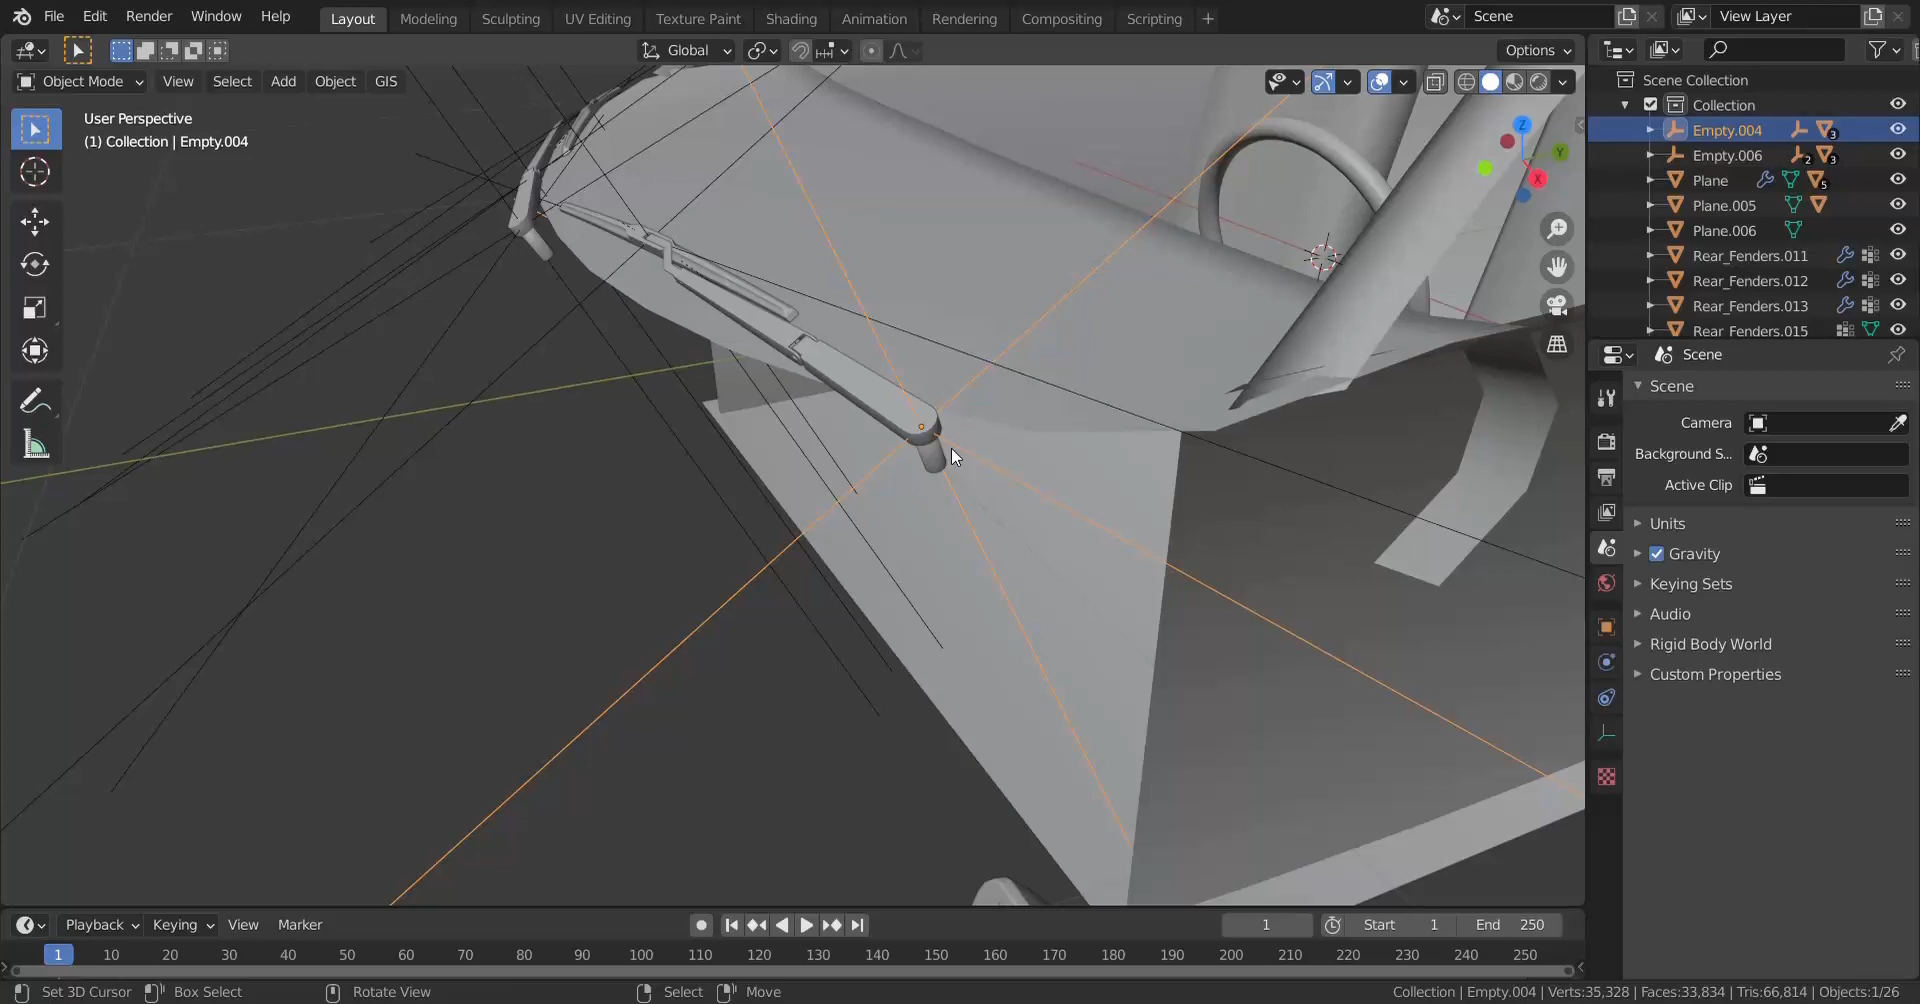 File Edit Render Window Help Layout Modeling Sculpting UV Editing Texture Paint Shading Animation Rendering Compositing Scripting + Scene View Layer
Global Options
Object Mode View Select Add Object GIS
User Perspective
(1) Collection | Empty.004
Z
Y
X
Scene Collection
Collection
Empty.004 3
Empty.006 2 3
Plane 5
Plane.005
Plane.006
Rear_Fenders.011
Rear_Fenders.012
Rear_Fenders.013
Rear_Fenders.015
Scene
Scene
Camera
Background S...
Active Clip
Units
Gravity
Keying Sets
Audio
Rigid Body World
Custom Properties
Playback Keying View Marker 1 Start 1 End 250
1 10 20 30 40 50 60 70 80 90 100 110 120 130 140 150 160 170 180 190 200 210 220 230 240 250
Set 3D Cursor Box Select Rotate View Select Move Collection | Empty.004 | Verts:35,328 | Faces:33,834 | Tris:66,814 | Objects:1/26